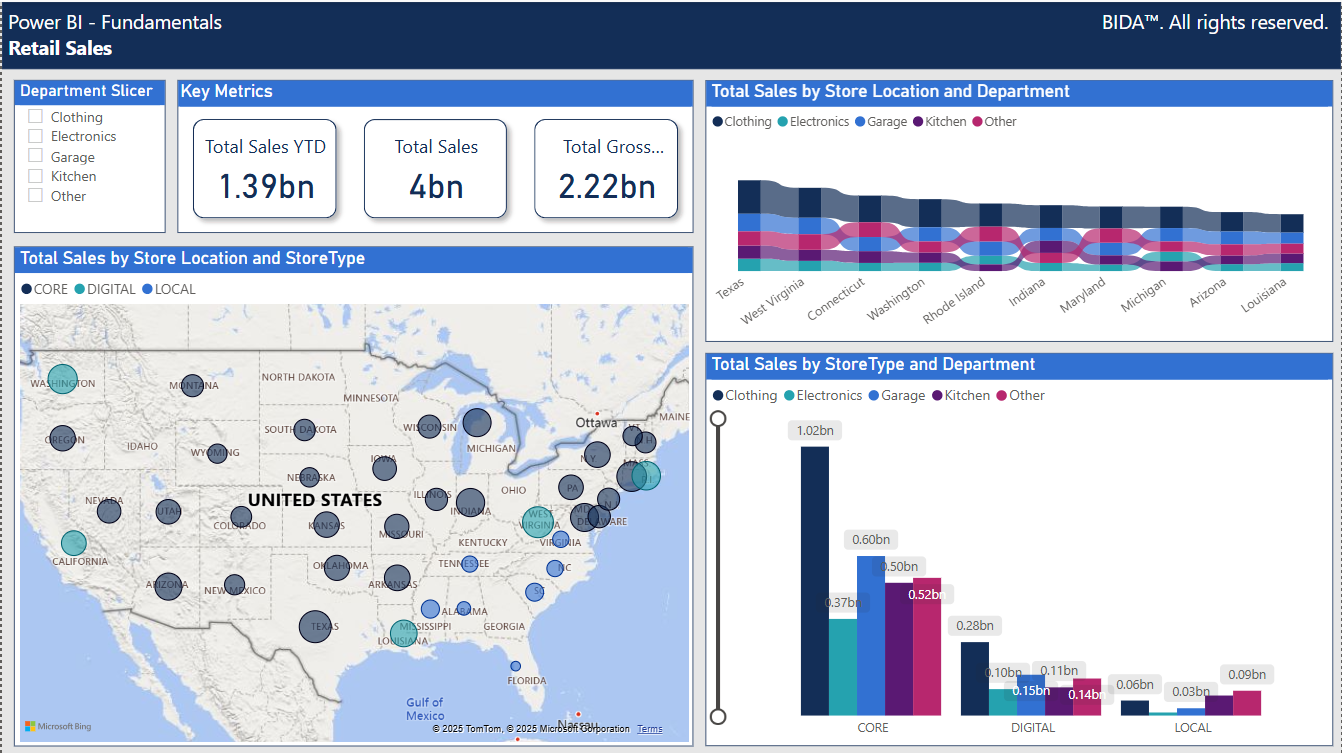 Power BI - Fundamentals
BIDA™. All rights reserved.
Retail Sales
Department Slicer
Clothing
Electronics
Garage
Kitchen
Other
Key Metrics
Total Sales YTD
1.39bn
Total Sales
4bn
Total Gross...
2.22bn
Total Sales by Store Location and Department
Clothing Electronics Garage Kitchen Other
Texas
West Virginia
Connecticut
Washington
Rhode Island
Indiana
Maryland
Michigan
Arizona
Louisiana
Total Sales by Store Location and StoreType
CORE DIGITAL LOCAL
WASHINGTON
MONTANA
NORTH DAKOTA
MINNESOTA
Ottawa
MAINE
VT
OREGON
IDAHO
SOUTH DAKOTA
WISCONSIN
MICHIGAN
WYOMING
IOWA
NY
MASS
NEBRASKA
UNITED STATES
ILLINOIS
INDIANA
OHIO
PA
NEVADA
UTAH
COLORADO
KANSAS
MISSOURI
WEST
VIRGINIA
MD
DELAWARE
KENTUCKY
VIRGINIA
CALIFORNIA
OKLAHOMA
TENNESSEE
NC
ARIZONA
NEW MEXICO
ARKANSAS
SC
ALABAMA
MISSISSIPPI
GEORGIA
TEXAS
LOUISIANA
FLORIDA
Gulf of
Mexico
Nassau
Microsoft Bing
© 2025 TomTom, © 2025 Microsoft Corporation Terms
Total Sales by StoreType and Department
Clothing Electronics Garage Kitchen Other
1.02bn
0.37bn
0.60bn
0.50bn
0.52bn
0.28bn
0.10bn
0.15bn
0.11bn
0.14bn
0.06bn
0.03bn
0.09bn
CORE
DIGITAL
LOCAL